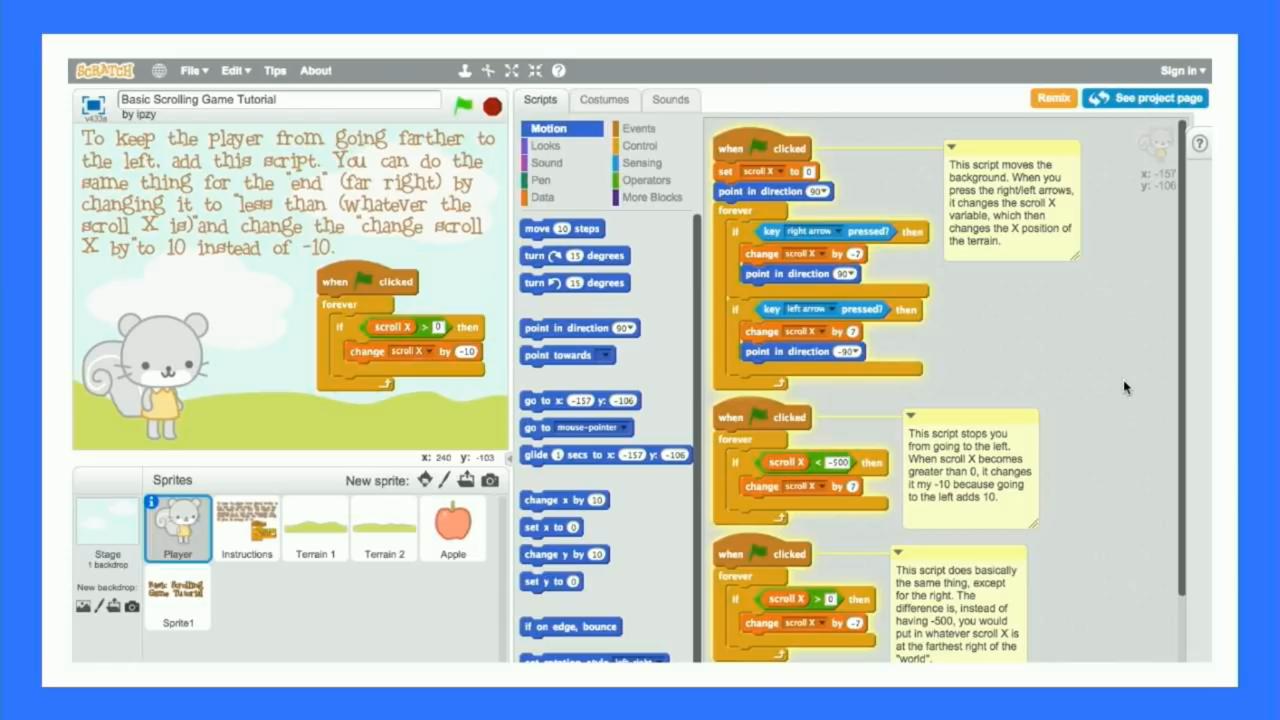 SCRATCH
File▾
Edit▾
Tips
About
Sign in▾
Basic Scrolling Game Tutorial
by ipzy
v433a
To keep the player from going farther to
the left, add this script. You can do the
same thing for the "end" (far right) by
changing it to "less than (whatever the
scroll X is)"and change the "change scroll
X by"to 10 instead of -10.
when clicked
forever
if scroll X > 0 then
change scroll X by -10
x: 240 y: -103
Sprites
New sprite:
Stage
1 backdrop
New backdrop:
Player
Instructions
Terrain 1
Terrain 2
Apple
Basic Scrolling
Game Tutorial
Sprite1
Scripts
Costumes
Sounds
Motion
Looks
Sound
Pen
Data
Events
Control
Sensing
Operators
More Blocks
move 10 steps
turn 15 degrees
turn 15 degrees
point in direction 90▾
point towards
go to x: -157 y: -106
go to mouse-pointer
glide 1 secs to x: -157 y: -106
change x by 10
set x to 0
change y by 10
set y to 0
if on edge, bounce
set rotation style left-right
Remix
See project page
x: -157
y: -106
when clicked
set scroll X to 0
point in direction 90▾
forever
if key right arrow pressed? then
change scroll X by -7
point in direction 90▾
if key left arrow pressed? then
change scroll X by 7
point in direction -90▾
This script moves the
background. When you
press the right/left arrows,
it changes the scroll X
variable, which then
changes the X position of
the terrain.
when clicked
forever
if scroll X < -500 then
change scroll X by 7
This script stops you
from going to the left.
When scroll X becomes
greater than 0, it changes
it my -10 because going
to the left adds 10.
when clicked
forever
if scroll X > 0 then
change scroll X by -7
This script does basically
the same thing, except
for the right. The
difference is, instead of
having -500, you would
put in whatever scroll X is
at the farthest right of the
"world".